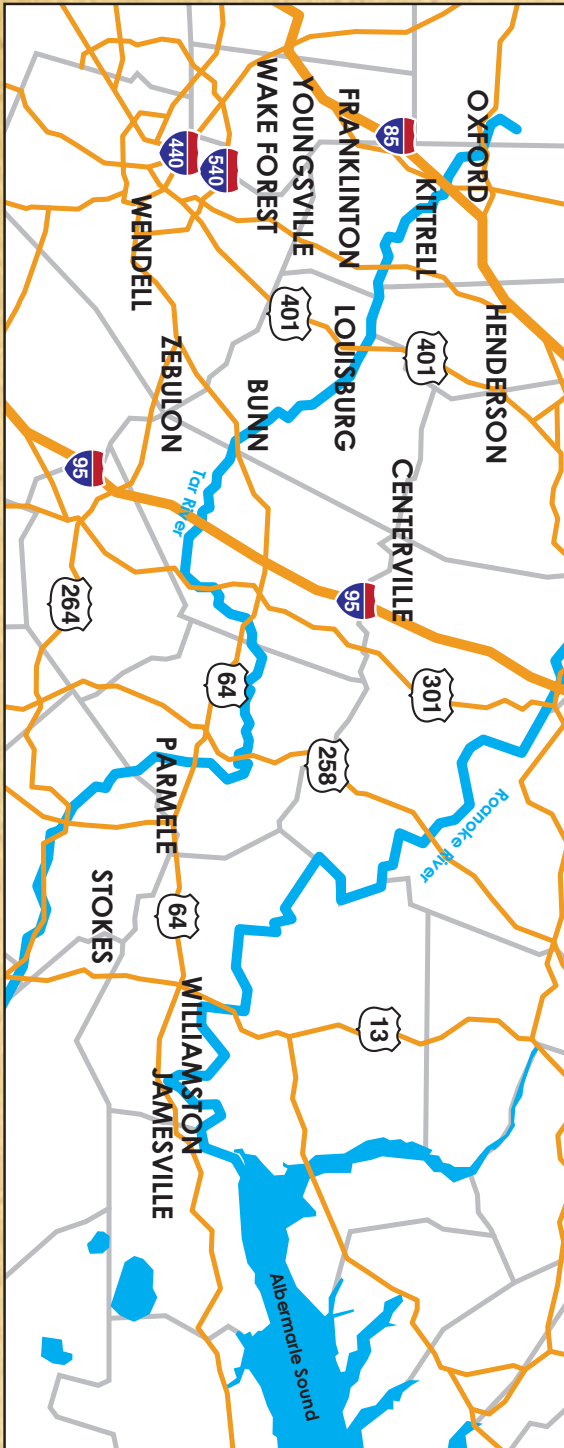 OXFORD
HENDERSON
KITTRELL
85
FRANKLINTON
YOUNGSVILLE
WAKE FOREST
540
440
WENDELL
ZEBULON
BUNN
LOUISBURG
401
401
CENTERVILLE
95
95
Tar River
264
64
301
258
Roanoke River
PARMELE
STOKES
64
13
WILLIAMSTON
JAMESVILLE
Albermarle Sound